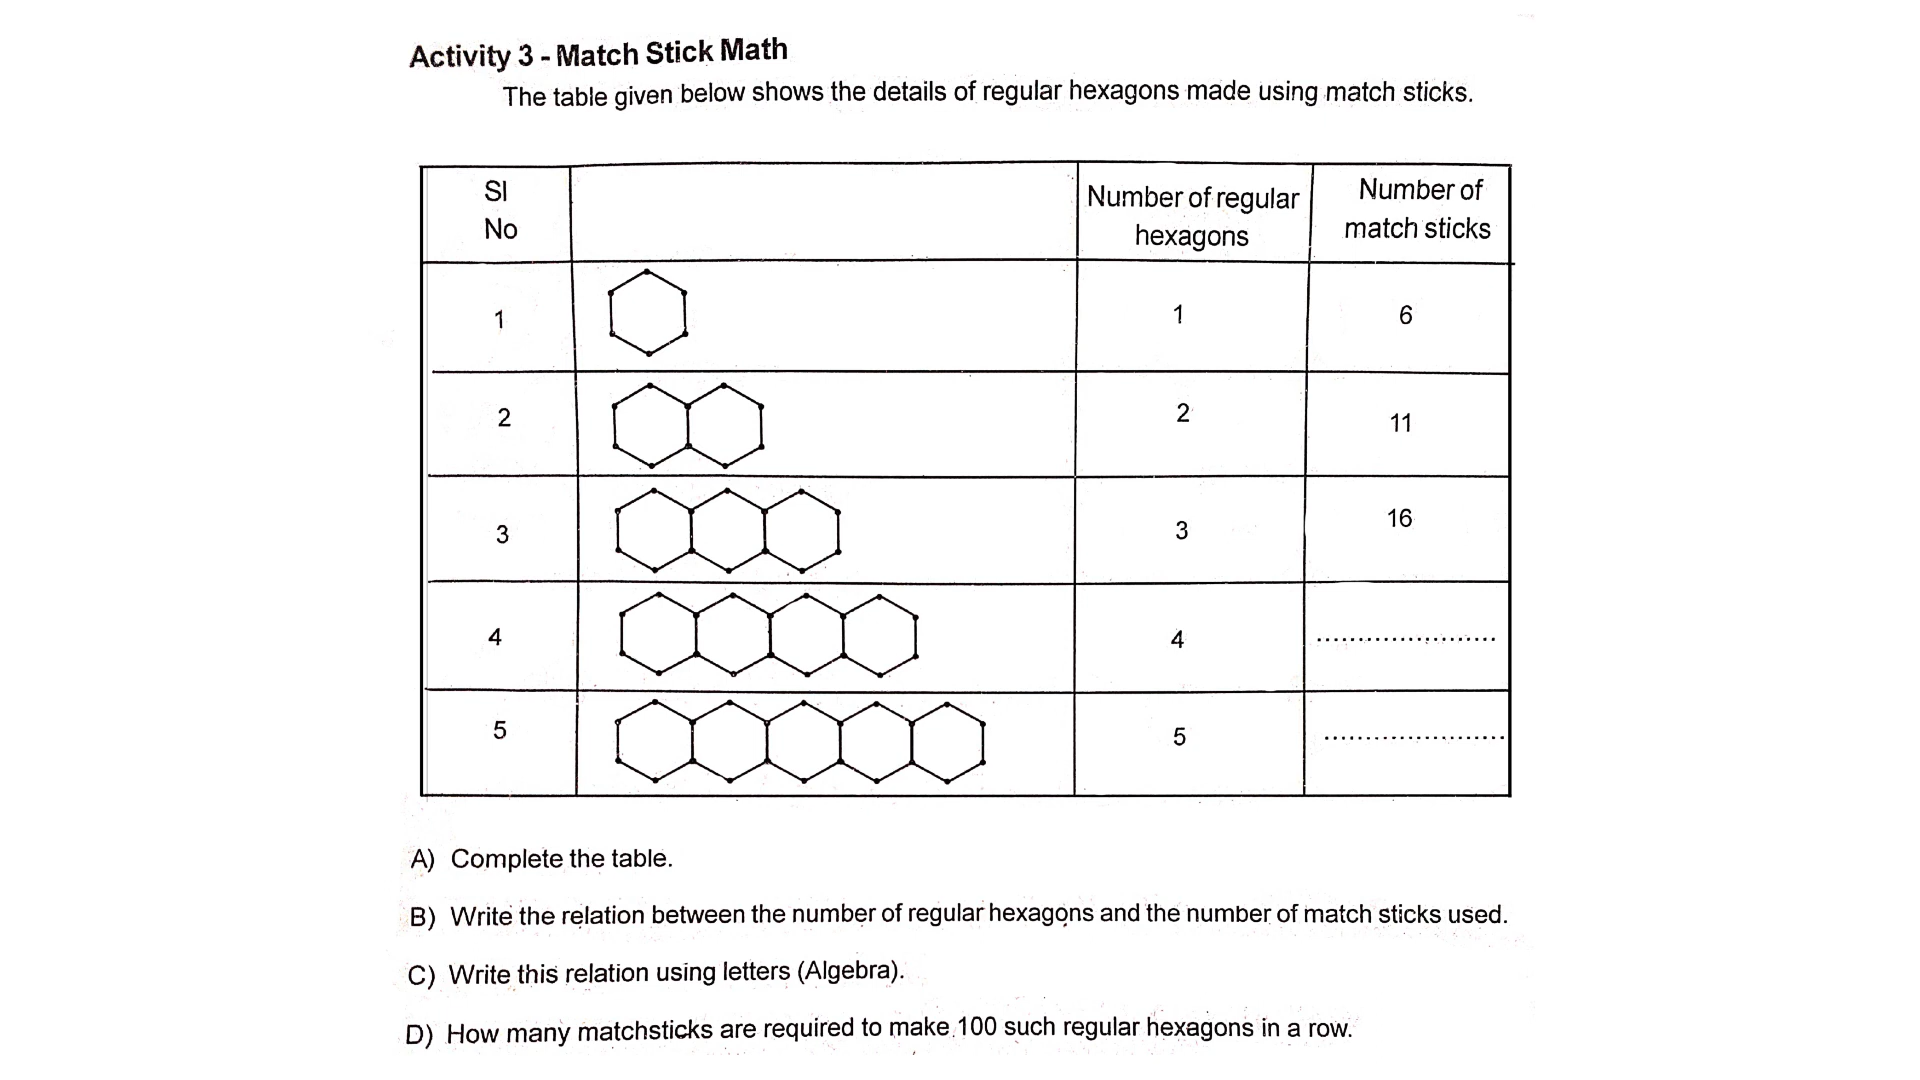 Activity 3 - Match Stick Math
The table given below shows the details of regular hexagons made using match sticks.
Sl
No
Number of regular
hexagons
Number of
match sticks
1
1
6
2
2
11
3
3
16
4
4
......................
5
5
......................
A) Complete the table.
B) Write the relation between the number of regular hexagons and the number of match sticks used.
C) Write this relation using letters (Algebra).
D) How many matchsticks are required to make 100 such regular hexagons in a row.